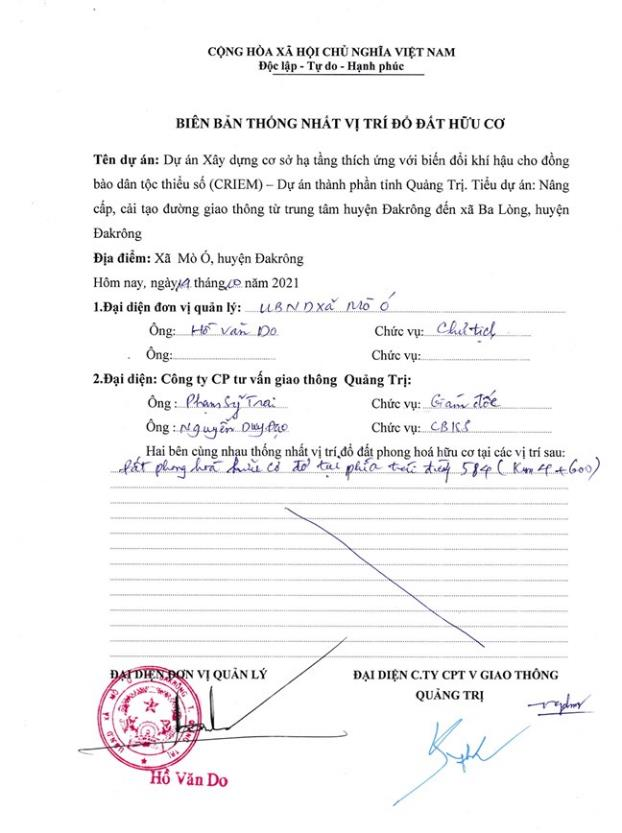 CỘNG HÒA XÃ HỘI CHỦ NGHĨA VIỆT NAM
Độc lập - Tự do - Hạnh phúc
BIÊN BẢN THỐNG NHẤT VỊ TRÍ ĐỔ ĐẤT HỮU CƠ
Tên dự án: Dự án Xây dựng cơ sở hạ tầng thích ứng với biến đổi khí hậu cho đồng
bào dân tộc thiểu số (CRIEM) – Dự án thành phần tỉnh Quảng Trị. Tiểu dự án: Nâng
cấp, cải tạo đường giao thông từ trung tâm huyện Đakrông đến xã Ba Lòng, huyện
Đakrông
Địa điểm: Xã Mò Ó, huyện Đakrông
Hôm nay, ngày tháng 10 năm 2021
1.Đại diện đơn vị quản lý: UBND xã Mò Ó
Ông: Hồ Văn Do Chức vụ: Chủ tịch
Ông: Chức vụ:
2.Đại diện: Công ty CP tư vấn giao thông Quảng Trị:
Ông : Phạm Sỹ Trai Chức vụ: Giám đốc
Ông : Nguyễn Duy Đạo Chức vụ: CBKS
Hai bên cùng nhau thống nhất vị trí đổ đất phong hoá hữu cơ tại các vị trí sau:
Đất phong hoá hữu cơ đổ tại phía trái đường 584 ( Km4+600)
ĐẠI DIỆN ĐƠN VỊ QUẢN LÝ ĐẠI DIỆN C.TY CPT V GIAO THÔNG
QUẢNG TRỊ
Hồ Văn Do